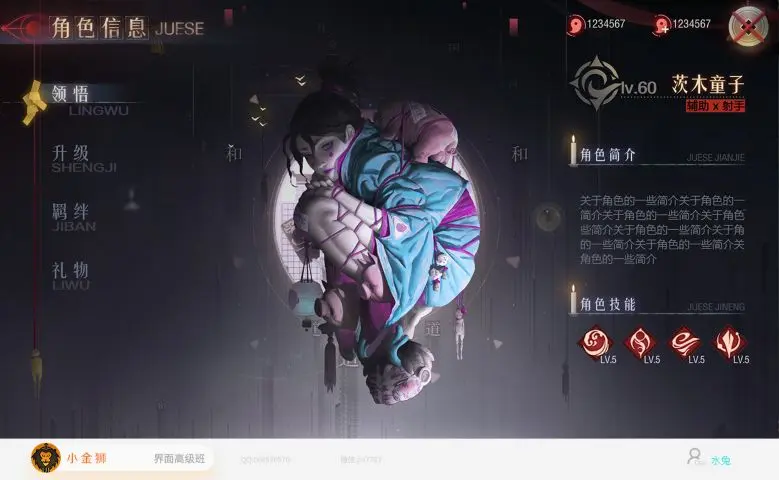 角色信息 JUESE
1234567
1234567
领悟
LINGWU
升级
SHENGJI
羁绊
JIBAN
礼物
LIWU
和
和
道
lv.60 茨木童子
辅助 x 射手
角色简介 JUESE JIANJIE
关于角色的一些简介关于角色的一
简介关于角色的一些简介关于角色
些简介关于角色的一些简介关于角
的一些简介关于角色的一些简介关
角色的一些简介
角色技能 JUESE JINENG
LV.5
LV.5
LV.5
LV.5
小金狮
界面高级班
水兔